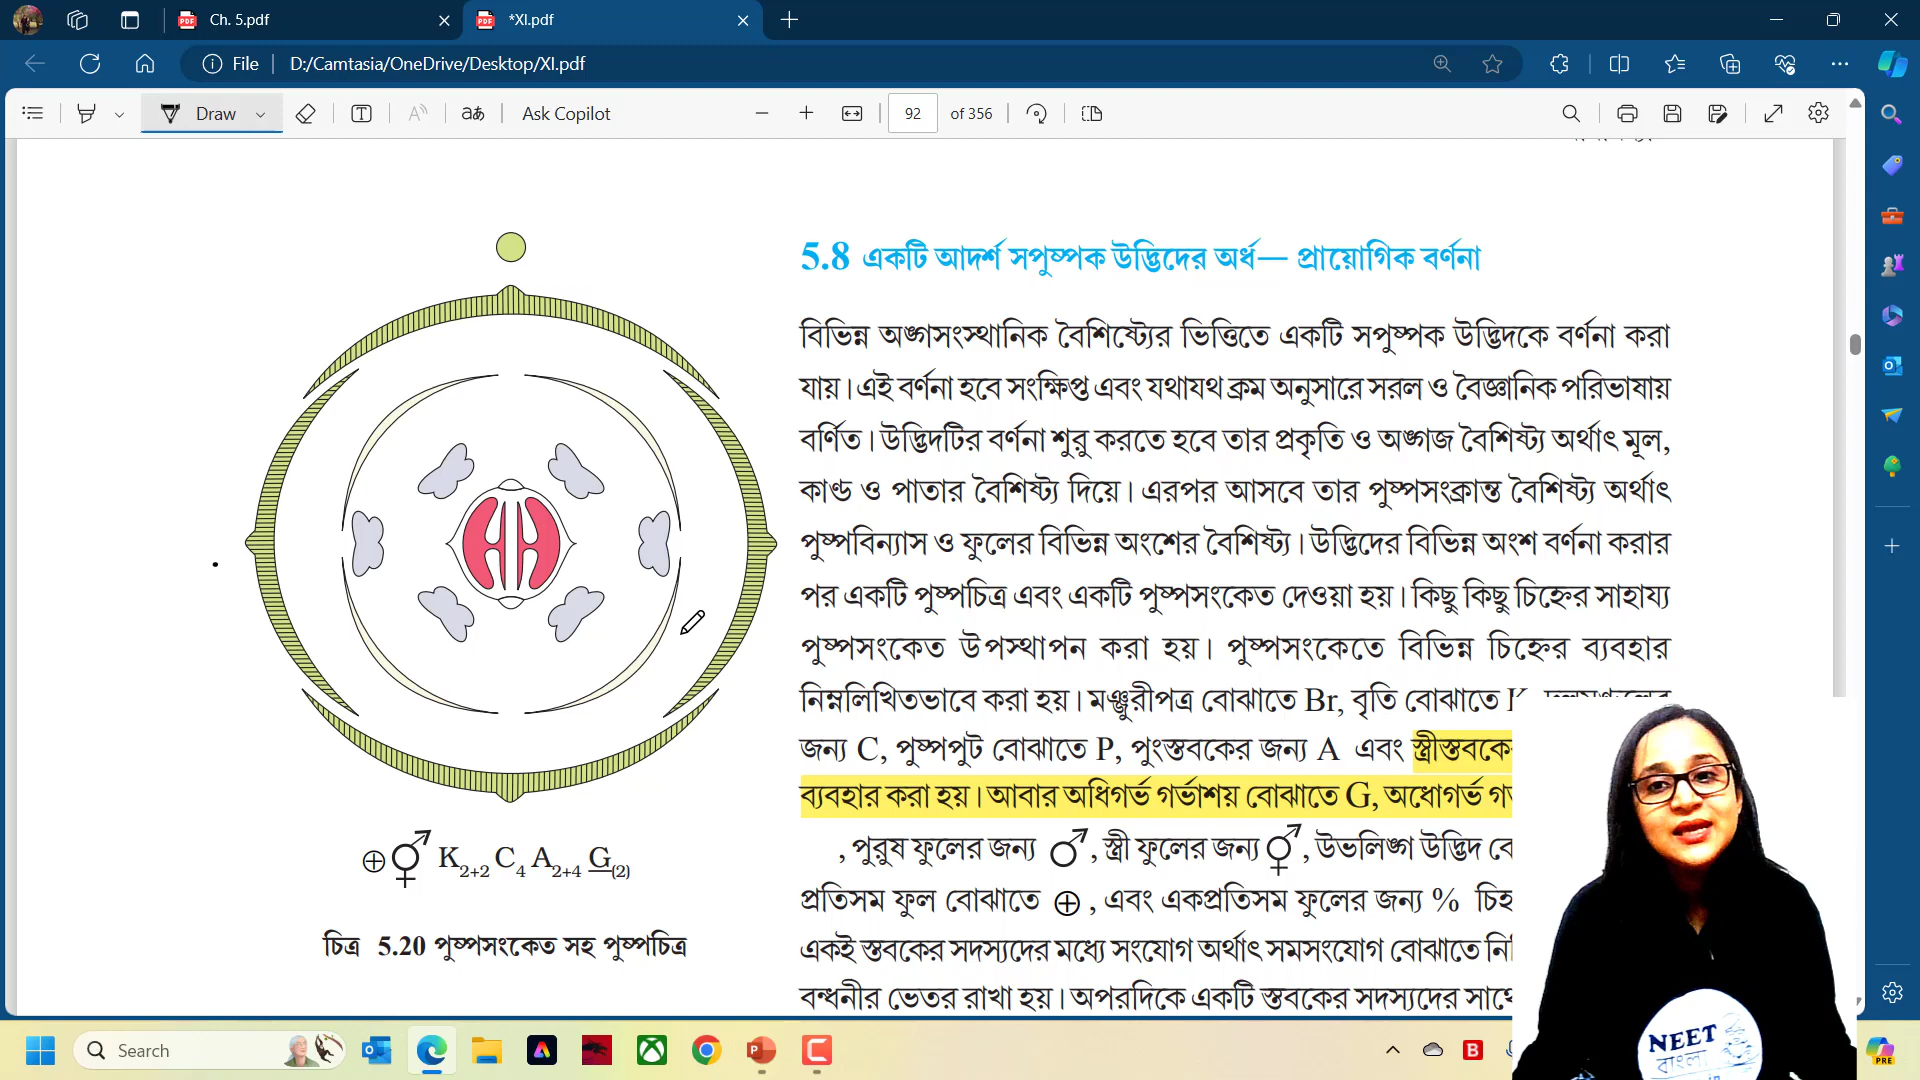 Ch. 5.pdf
*XI.pdf
File
D:/Camtasia/OneDrive/Desktop/XI.pdf
Draw
aあ
Ask Copilot
92 of 356
5.8 একটি আদর্শ সপুষ্পক উদ্ভিদের অর্ধ— প্রায়োগিক বর্ণনা
বিভিন্ন অঙ্গসংস্থানিক বৈশিষ্ট্যের ভিত্তিতে একটি সপুষ্পক উদ্ভিদকে বর্ণনা করা
যায়। এই বর্ণনা হবে সংক্ষিপ্ত এবং যথাযথ ক্রম অনুসারে সরল ও বৈজ্ঞানিক পরিভাষায়
বর্ণিত। উদ্ভিদটির বর্ণনা শুরু করতে হবে তার প্রকৃতি ও অঙ্গজ বৈশিষ্ট্য অর্থাৎ মূল,
কাণ্ড ও পাতার বৈশিষ্ট্য দিয়ে। এরপর আসবে তার পুষ্পসংক্রান্ত বৈশিষ্ট্য অর্থাৎ
পুষ্পবিন্যাস ও ফুলের বিভিন্ন অংশের বৈশিষ্ট্য। উদ্ভিদের বিভিন্ন অংশ বর্ণনা করার
পর একটি পুষ্পচিত্র এবং একটি পুষ্পসংকেত দেওয়া হয়। কিছু কিছু চিহ্নের সাহায্য
পুষ্পসংকেত উপস্থাপন করা হয়। পুষ্পসংকেতে বিভিন্ন চিহ্নের ব্যবহার
নিম্নলিখিতভাবে করা হয়। মঞ্জুরীপত্র বোঝাতে Br, বৃতি বোঝাতে
জন্য C, পুষ্পপুট বোঝাতে P, পুংস্তবকের জন্য A এবং স্ত্রীস্তবকে
ব্যবহার করা হয়। আবার অধিগর্ভ গর্ভাশয় বোঝাতে G, অধোগর্ভ
, পুরুষ ফুলের জন্য ♂, স্ত্রী ফুলের জন্য ⚥, উভলিঙ্গ উদ্ভিদ
প্রতিসম ফুল বোঝাতে ⊕, এবং একপ্রতিসম ফুলের জন্য %
একই স্তবকের সদস্যদের মধ্যে সংযোগ অর্থাৎ সমসংযোগ বোঝাতে
বন্ধনীর ভেতর রাখা হয়। অপরদিকে একটি স্তবকের সদস্যদের
⊕ ⚥ K2+2 C4 A2+4 G(2)
চিত্র 5.20 পুষ্পসংকেত সহ পুষ্পচিত্র
NEET
বাংলা
Search
PRE